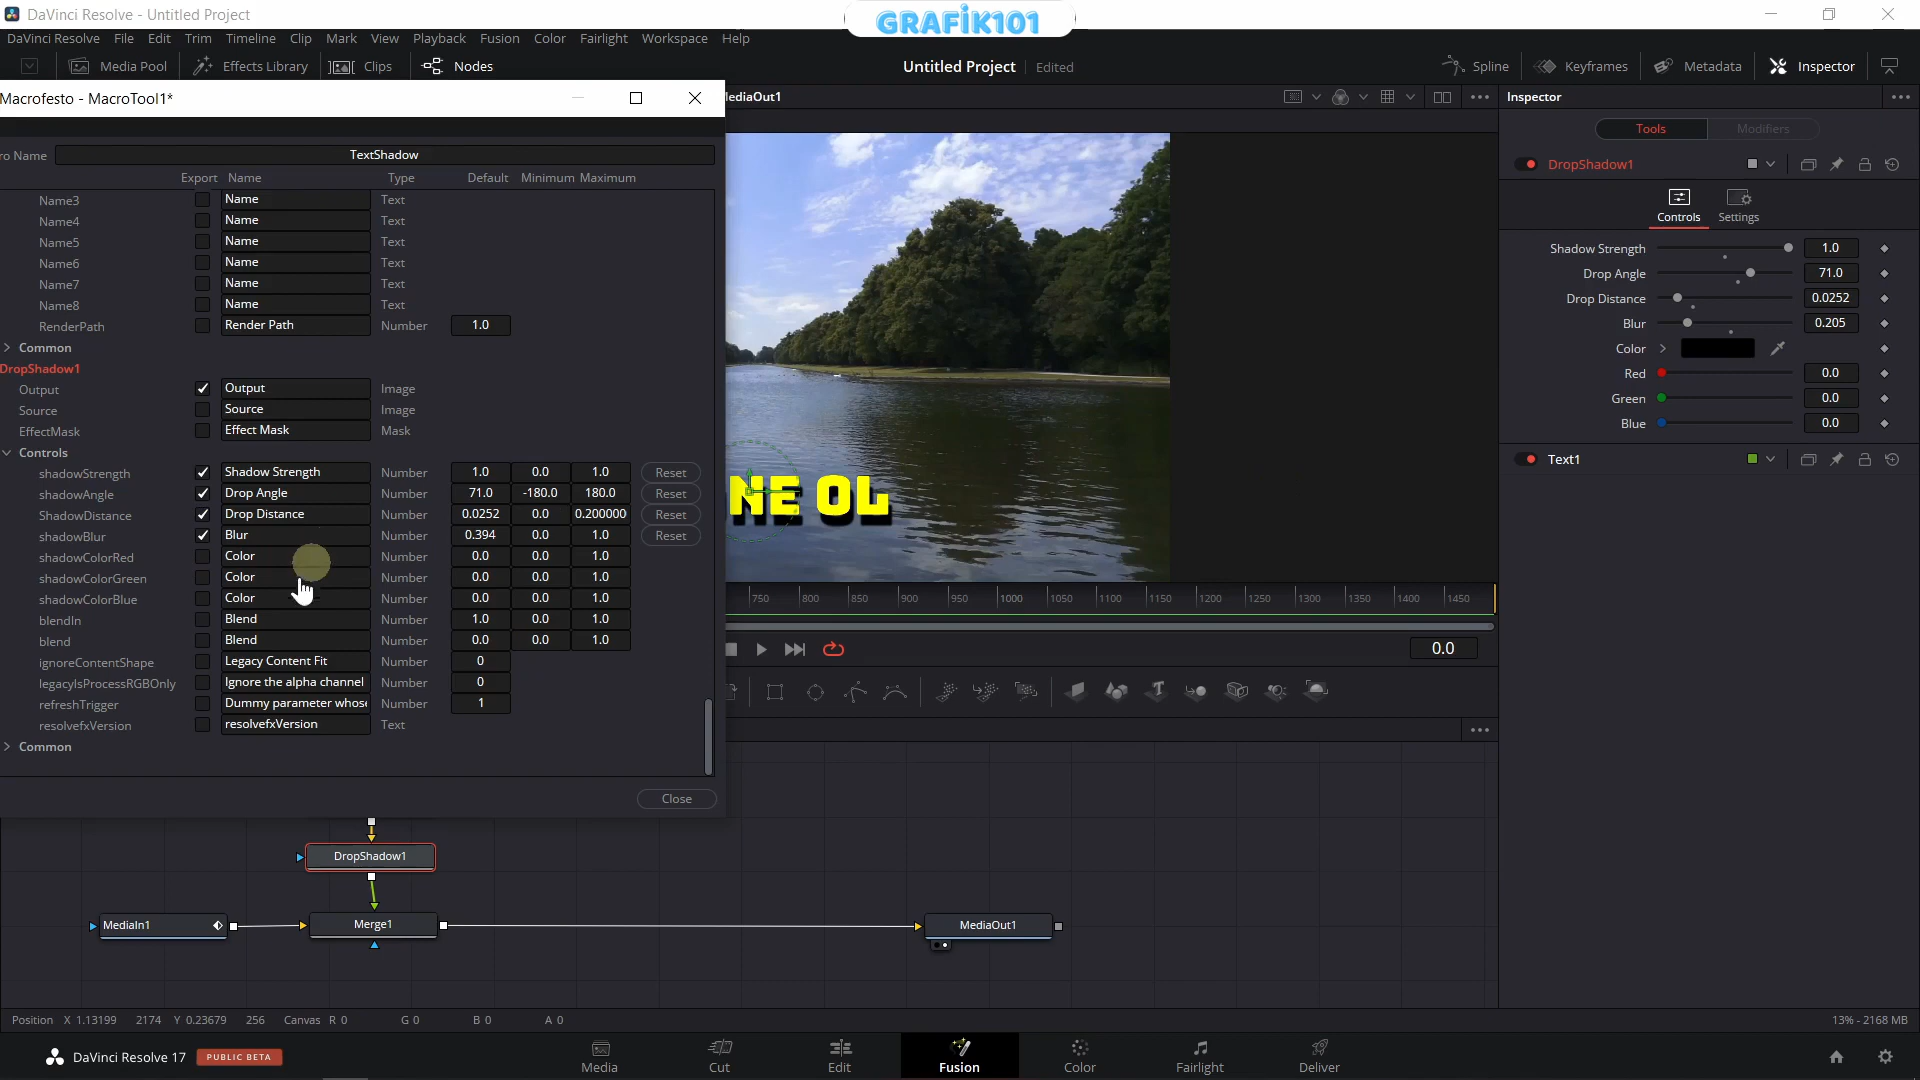 DaVinci Resolve - Untitled Project
GRAFİK101
DaVinci Resolve File Edit Trim Timeline Clip Mark View Playback Fusion Color Fairlight Workspace Help
Media Pool Effects Library Clips Nodes
Untitled Project Edited
Spline Keyframes Metadata Inspector
Macrofesto - MacroTool1*
ediaOut1
Inspector
Tools Modifiers
ro Name TextShadow
Export Name Type Default Minimum Maximum
Name3 Name Text
Name4 Name Text
Name5 Name Text
Name6 Name Text
Name7 Name Text
Name8 Name Text
RenderPath Render Path Number 1.0
Common
DropShadow1
Output Output Image
Source Source Image
EffectMask Effect Mask Mask
Controls
shadowStrength Shadow Strength Number 1.0 0.0 1.0 Reset
shadowAngle Drop Angle Number 71.0 -180.0 180.0 Reset
ShadowDistance Drop Distance Number 0.0252 0.0 0.200000 Reset
shadowBlur Blur Number 0.394 0.0 1.0 Reset
shadowColorRed Color Number 0.0 0.0 1.0
shadowColorGreen Color Number 0.0 0.0 1.0
shadowColorBlue Color Number 0.0 0.0 1.0
blendIn Blend Number 1.0 0.0 1.0
blend Blend Number 0.0 0.0 1.0
ignoreContentShape Legacy Content Fit Number 0
legacyIsProcessRGBOnly Ignore the alpha channel Number 0
refreshTrigger Dummy parameter whose Number 1
resolvefxVersion resolvefxVersion Text
Common
Close
NE OL
750 800 850 900 950 1000 1050 1100 1150 1200 1250 1300 1350 1400 1450
0.0
DropShadow1
Controls Settings
Shadow Strength 1.0
Drop Angle 71.0
Drop Distance 0.0252
Blur 0.205
Color
Red 0.0
Green 0.0
Blue 0.0
Text1
DropShadow1
MediaIn1 Merge1 MediaOut1
Position X 1.13199 2174 Y 0.23679 256 Canvas R 0 G 0 B 0 A 0
13% - 2168 MB
DaVinci Resolve 17 PUBLIC BETA
Media Cut Edit Fusion Color Fairlight Deliver